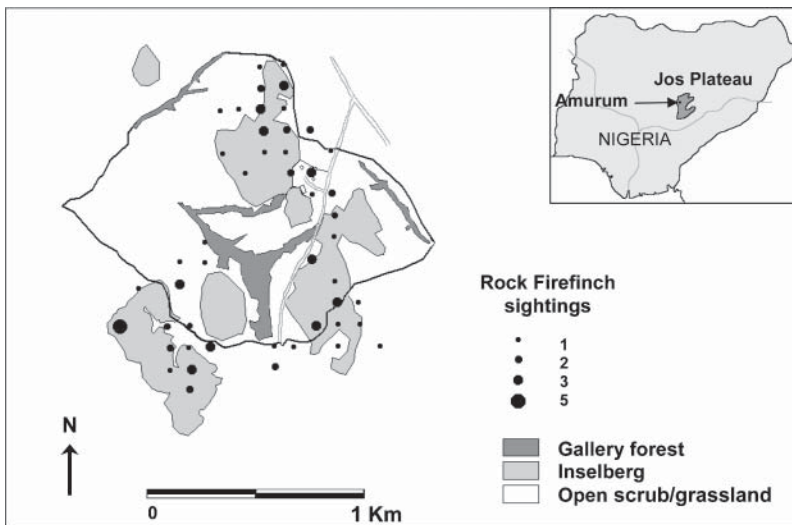 Jos Plateau
Amurum
NIGERIA
Rock Firefinch
sightings
1
2
3
5
N
Gallery forest
Inselberg
Open scrub/grassland
0
1 Km